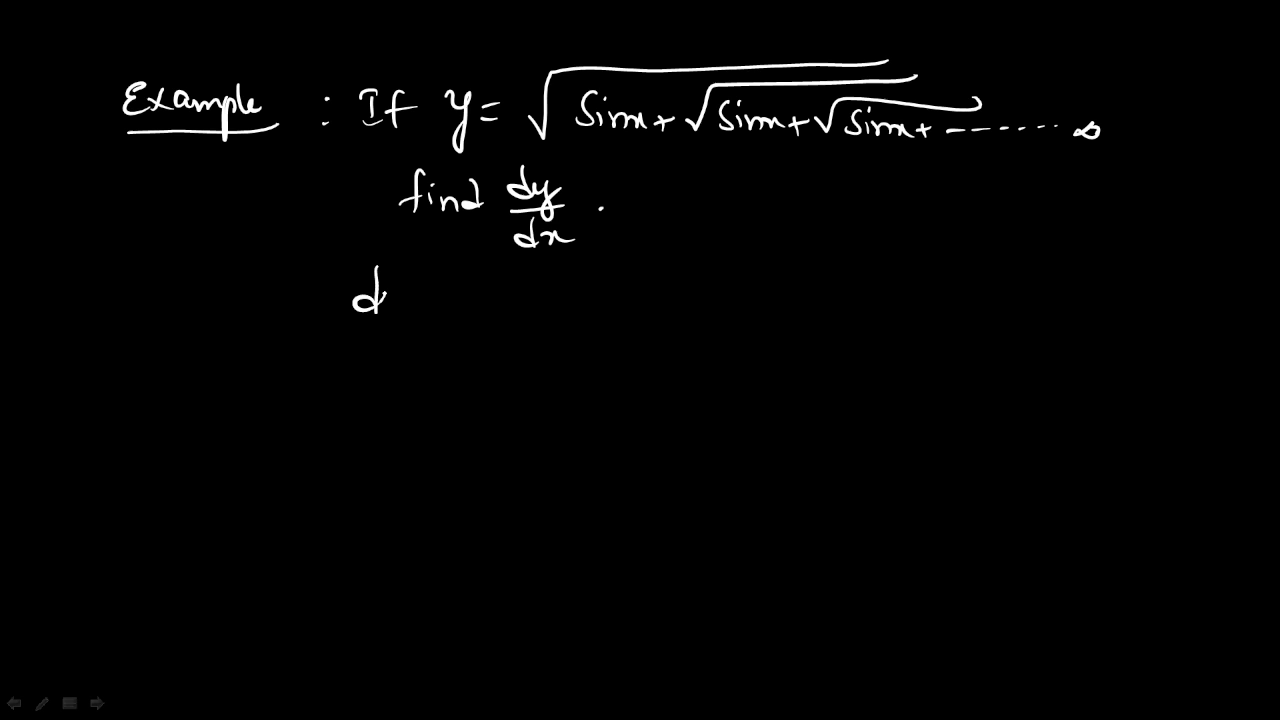 Example : If y = √(Sinx + √(Sinx + √(Sinx + ------- ∞
find dy/dx .
d